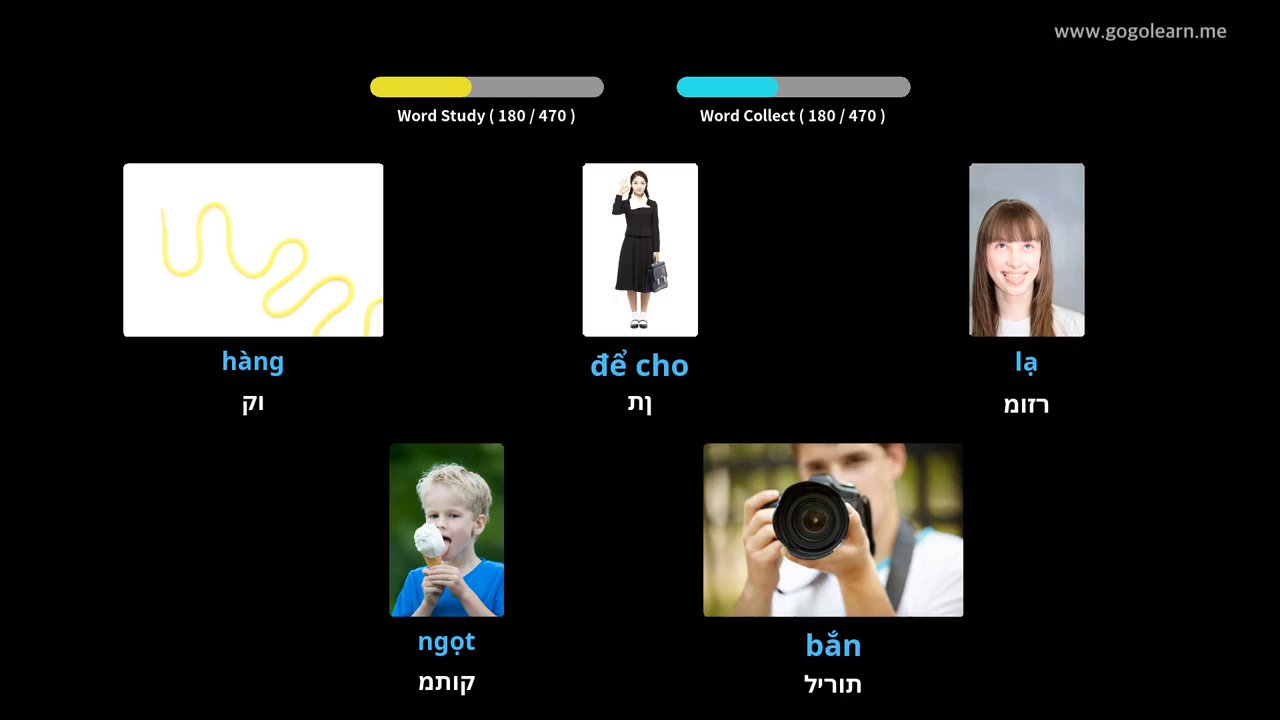 www.gogolearn.me
Word Study ( 180 / 470 )
Word Collect ( 180 / 470 )
hàng
וק
để cho
ןת
lạ
רזומ
ngọt
קותמ
bắn
תוריל